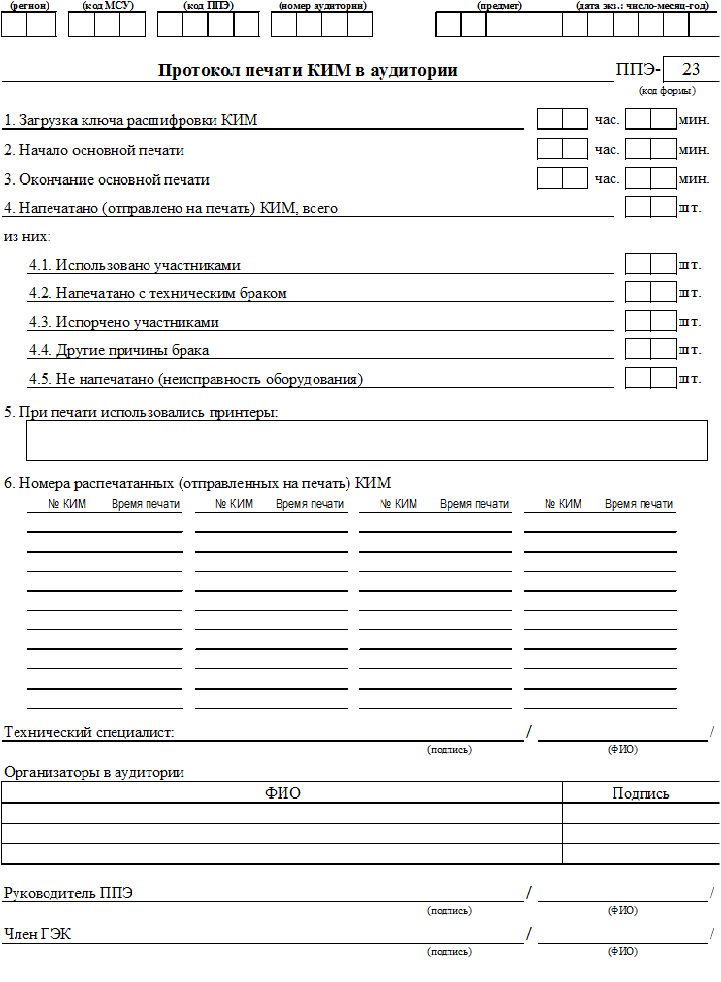 (регион) (код МСУ) (код ППЭ) (номер аудитории) (предмет) (дата экз.: число-месяц-год)
Протокол печати КИМ в аудитории ППЭ- 23
(код формы)
1. Загрузка ключа расшифровки КИМ час. мин.
2. Начало основной печати час. мин.
3. Окончание основной печати час. мин.
4. Напечатано (отправлено на печать) КИМ, всего шт.
из них:
4.1. Использовано участниками шт.
4.2. Напечатано с техническим браком шт.
4.3. Испорчено участниками шт.
4.4. Другие причины брака шт.
4.5. Не напечатано (неисправность оборудования) шт.
5. При печати использовались принтеры:
6. Номера распечатанных (отправленных на печать) КИМ
№ КИМ Время печати № КИМ Время печати № КИМ Время печати № КИМ Время печати
Технический специалист: / /
(подпись) (ФИО)
Организаторы в аудитории
ФИО Подпись
Руководитель ППЭ / /
(подпись) (ФИО)
Член ГЭК / /
(подпись) (ФИО)